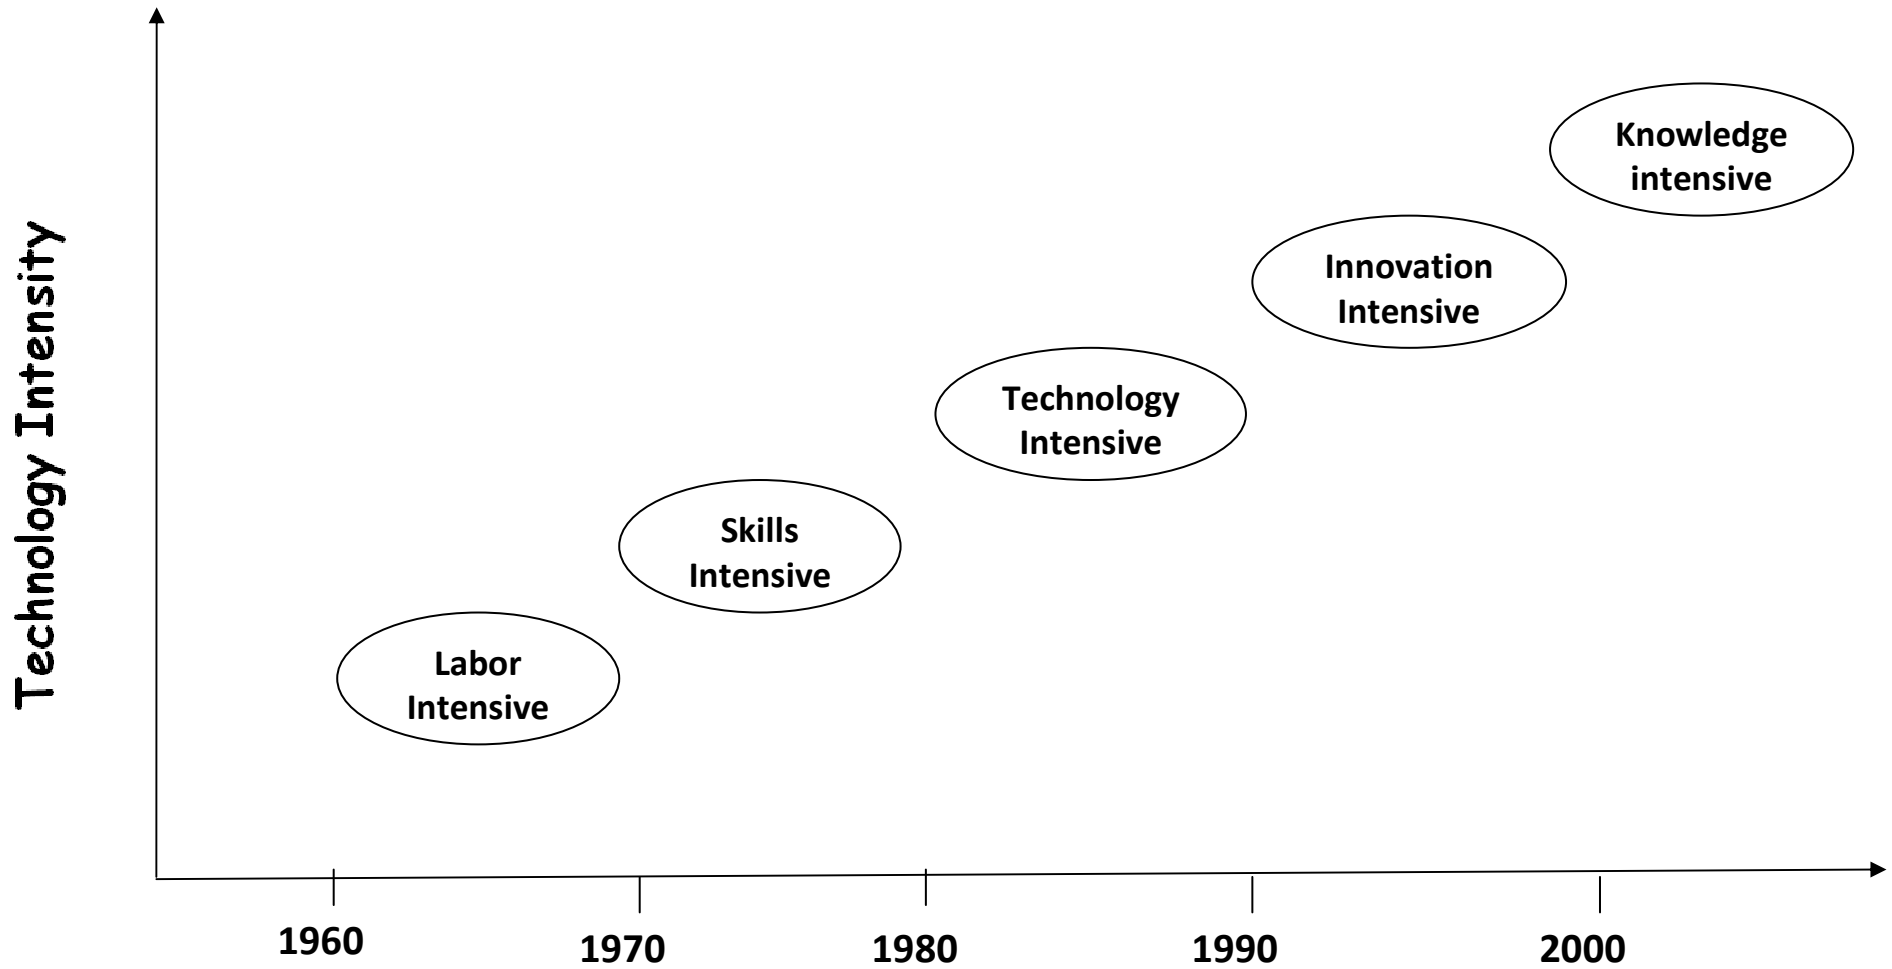 Technology Intensity
Knowledge
intensive
Innovation
Intensive
Technology
Intensive
Skills
Intensive
Labor
Intensive
1960
1970
1980
1990
2000